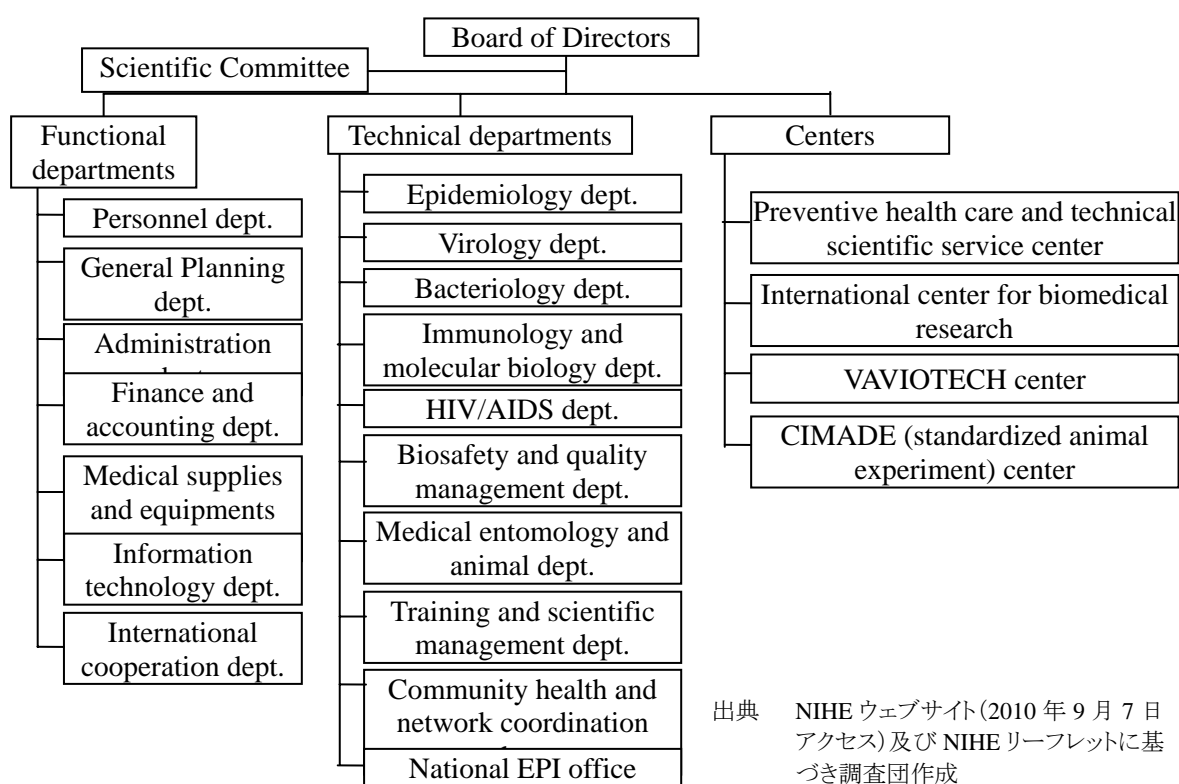 Board of Directors
Scientific Committee
Functional
departments
Personnel dept.
General Planning
dept.
Administration
Finance and
accounting dept.
Medical supplies
and equipments
Information
technology dept.
International
cooperation dept.
Technical departments
Epidemiology dept.
Virology dept.
Bacteriology dept.
Immunology and
molecular biology dept.
HIV/AIDS dept.
Biosafety and quality
management dept.
Medical entomology and
animal dept.
Training and scientific
management dept.
Community health and
network coordination
National EPI office
Centers
Preventive health care and technical
scientific service center
International center for biomedical
research
VAVIOTECH center
CIMADE (standardized animal
experiment) center
出典 NIHE ウェブサイト(2010 年 9 月 7 日
アクセス)及び NIHE リーフレットに基
づき調査団作成